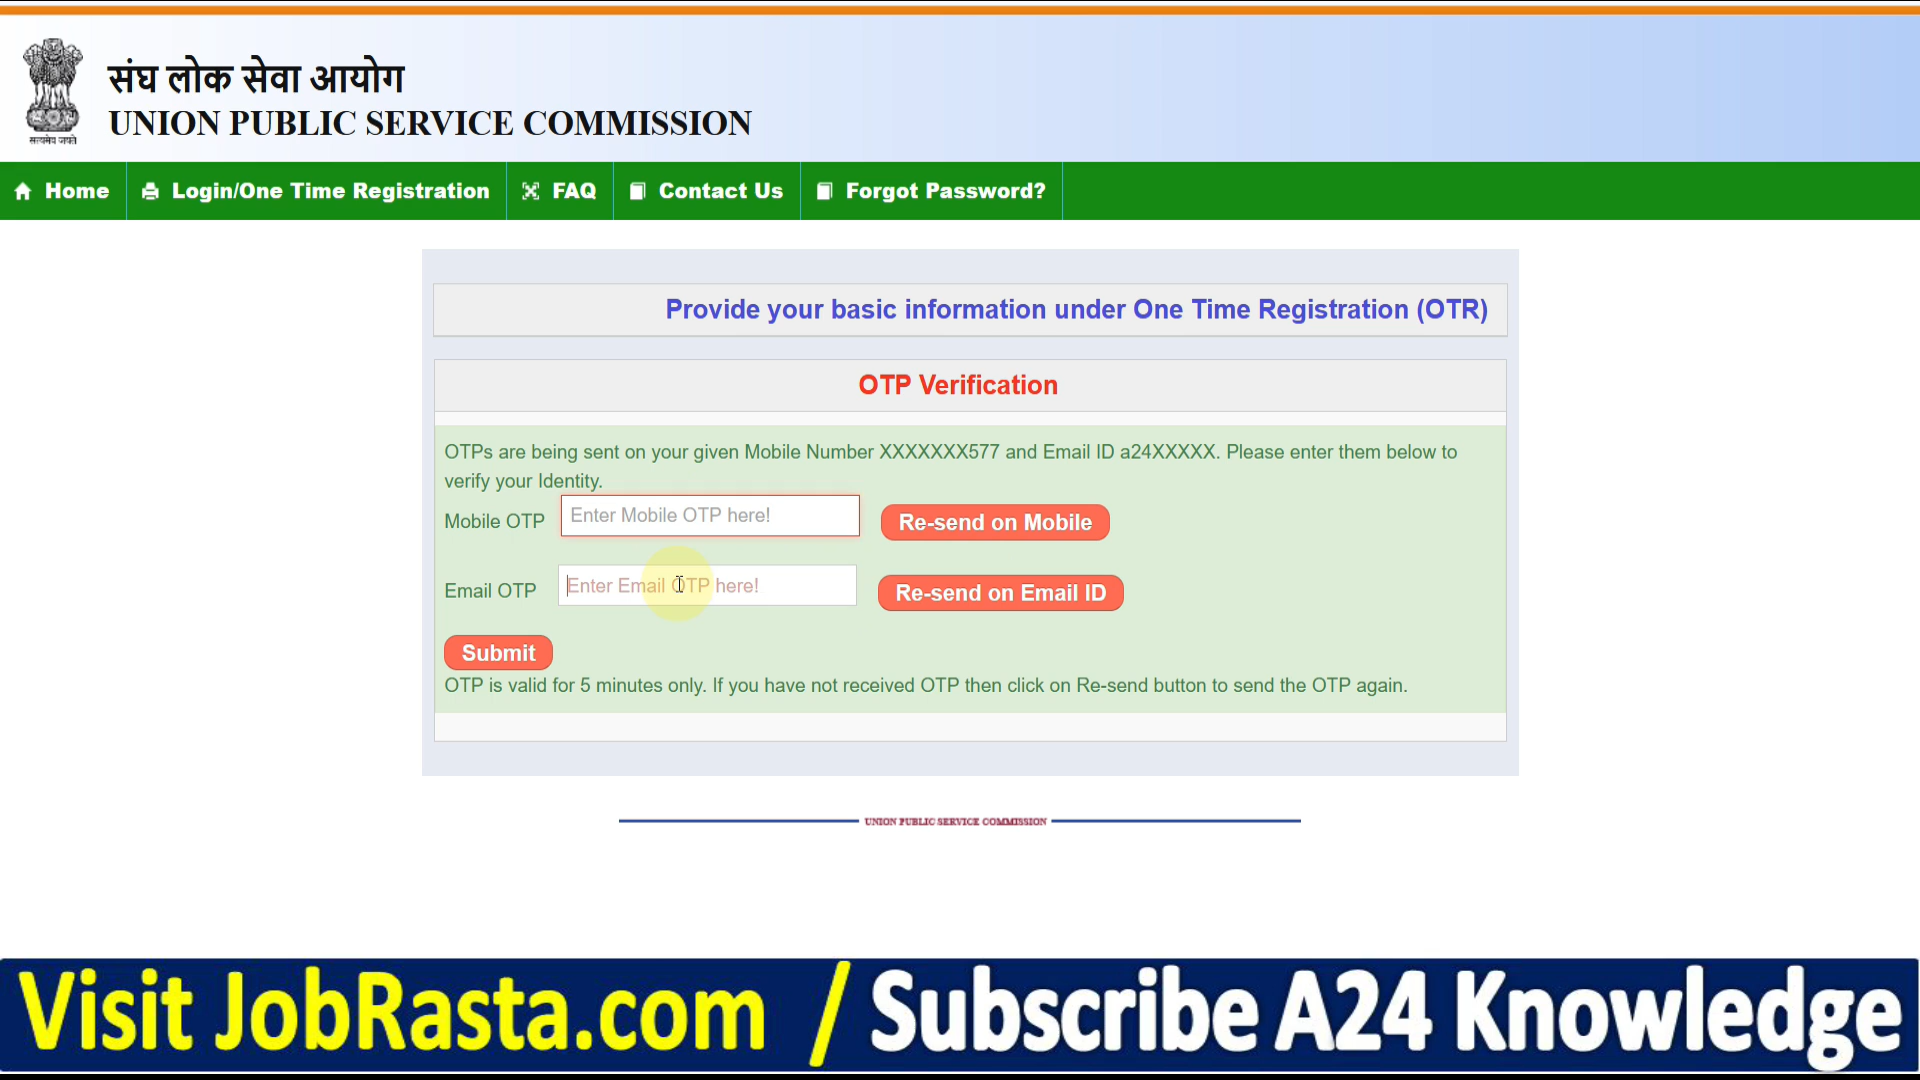 संघ लोक सेवा आयोग
UNION PUBLIC SERVICE COMMISSION
सत्यमेव जयते
Home
Login/One Time Registration
FAQ
Contact Us
Forgot Password?
Provide your basic information under One Time Registration (OTR)
OTP Verification
OTPs are being sent on your given Mobile Number XXXXXXX577 and Email ID a24XXXXX. Please enter them below to
verify your Identity.
Mobile OTP
Enter Mobile OTP here!
Re-send on Mobile
Email OTP
Enter Email OTP here!
Re-send on Email ID
Submit
OTP is valid for 5 minutes only. If you have not received OTP then click on Re-send button to send the OTP again.
UNION PUBLIC SERVICE COMMISSION
Visit JobRasta.com / Subscribe A24 Knowledge